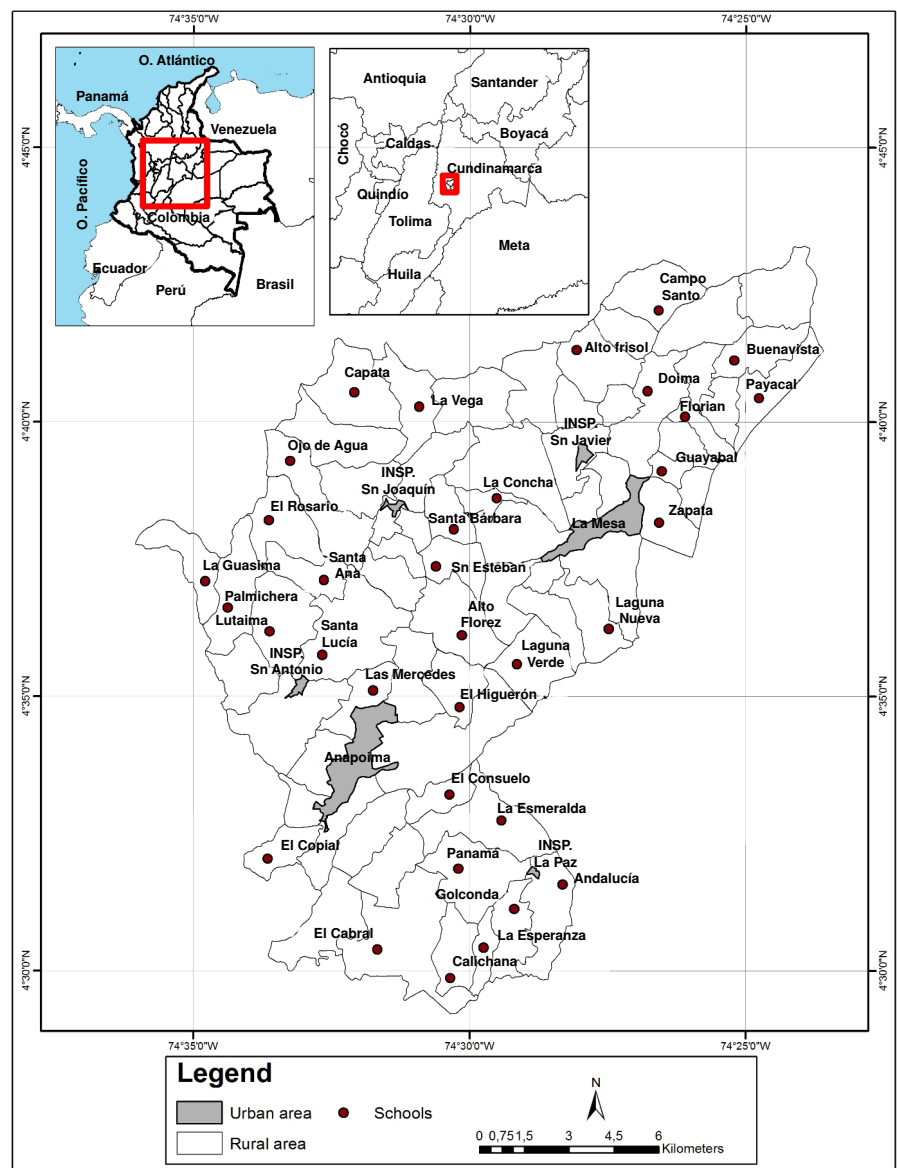 74°35'0"W
74°30'0"W
74°25'0"W
O. Atlántico
Panamá
Venezuela
O. Pacífico
Colombia
Ecuador
Perú
Brasil
Antioquia
Santander
Chocó
Caldas
Boyacá
Cundinamarca
Quindío
Tolima
Meta
Huila
4°45'0"N
4°45'0"N
Campo
Santo
Alto frisol
Buenavista
Capata
Doima
Payacal
La Vega
Florian
4°40'0"N
4°40'0"N
INSP.
Sn Javier
Ojo de Agua
Guayabal
INSP.
Sn Joaquín
La Concha
El Rosario
Santa Bárbara
La Mesa
Zapata
La Guasima
Santa
Ana
Sn Esteban
Palmichera
Lutaima
Santa
Lucía
Alto
Florez
Laguna
Nueva
INSP.
Sn Antonio
Laguna
Verde
Las Mercedes
El Higuerón
4°35'0"N
4°35'0"N
Anapoima
El Consuelo
La Esmeralda
El Copial
Panamá
INSP.
La Paz
Andalucía
Golconda
El Cabral
La Esperanza
Calichana
4°30'0"N
4°30'0"N
74°35'0"W
74°30'0"W
74°25'0"W
Legend
Urban area
Schools
Rural area
N
0 0,75 1,5 3 4,5 6
Kilometers